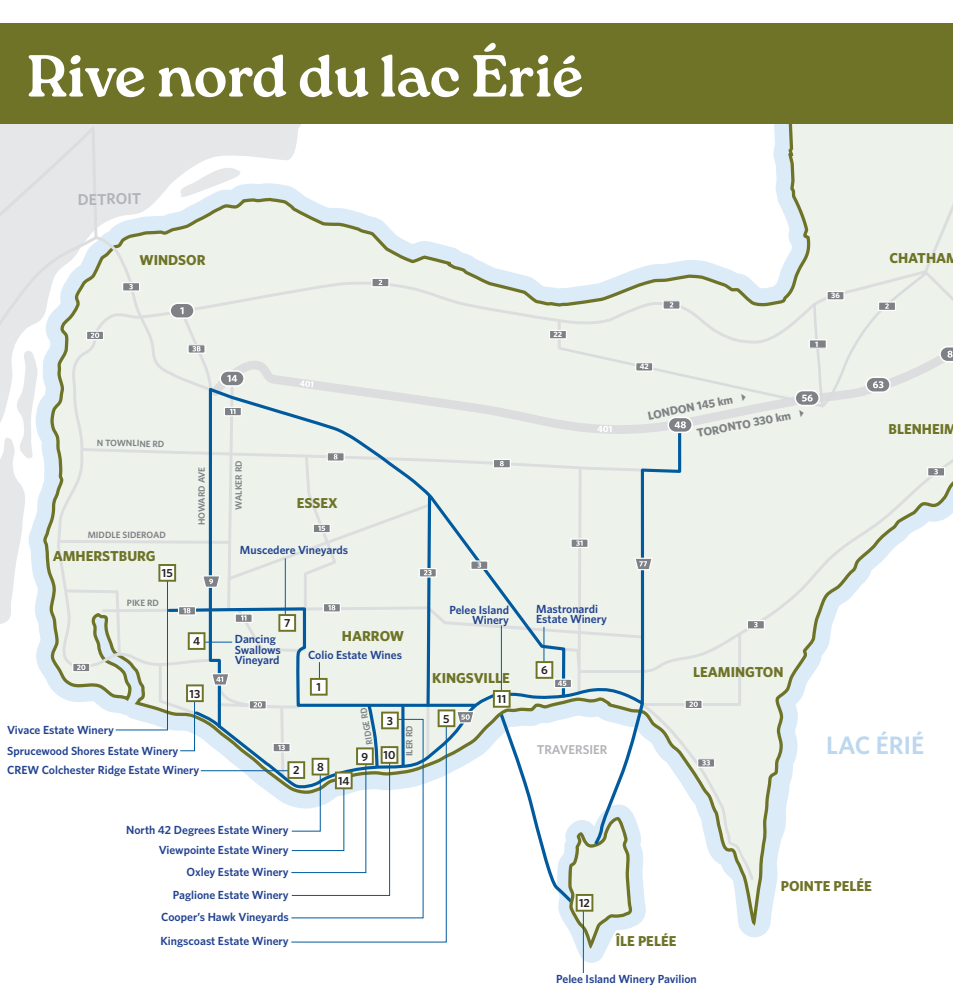 Rive nord du lac Érié
DETROIT
WINDSOR
CHATHAM
3
2
36
2
1
2
20
22
1
38
42
8
14
401
63
56
11
LONDON 145 km
401
48
TORONTO 330 km
BLENHEIM
N TOWNLINE RD
8
8
3
HOWARD AVE
WALKER RD
ESSEX
15
MIDDLE SIDEROAD
31
Muscedere Vineyards
AMHERSTBURG
77
3
15
23
9
PIKE RD
18
18
11
Pelee Island
Winery
Mastronardi
Estate Winery
7
3
HARROW
4
Dancing
Swallows
Vineyard
Colio Estate Wines
20
6
LEAMINGTON
KINGSVILLE
41
1
45
13
11
20
20
RIDGE RD
3
ILER RD
5
50
Vivace Estate Winery
13
TRAVERSIER
LAC ÉRIÉ
Sprucewood Shores Estate Winery
9
10
33
CREW Colchester Ridge Estate Winery
2
8
14
North 42 Degrees Estate Winery
Viewpointe Estate Winery
Oxley Estate Winery
POINTE PELÉE
Paglione Estate Winery
12
Cooper's Hawk Vineyards
Kingscoast Estate Winery
ÎLE PELÉE
Pelee Island Winery Pavilion